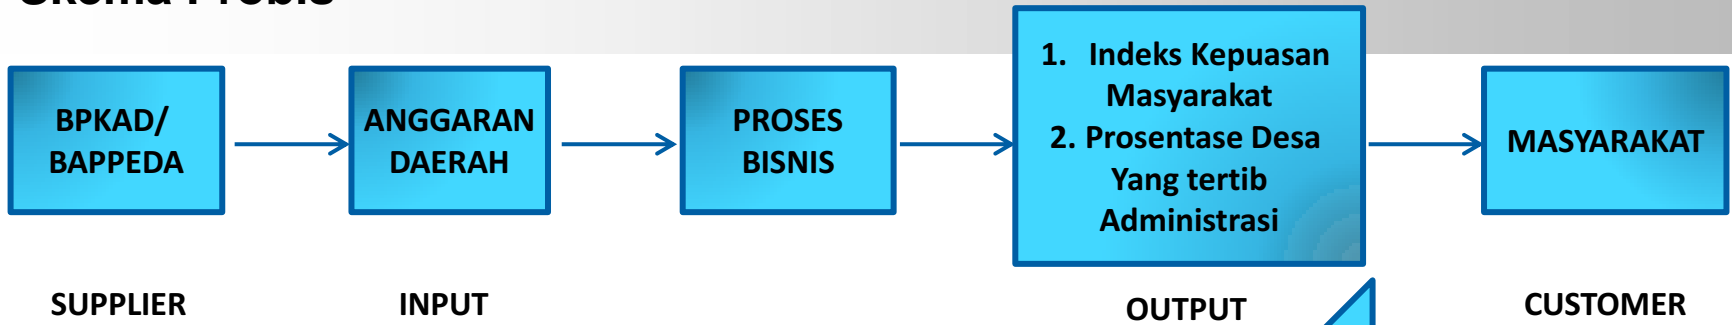 BPKAD/
BAPPEDA
ANGGARAN
DAERAH
PROSES
BISNIS
1. Indeks Kepuasan
Masyarakat
2. Prosentase Desa
Yang tertib
Administrasi
MASYARAKAT
SUPPLIER
INPUT
OUTPUT
CUSTOMER